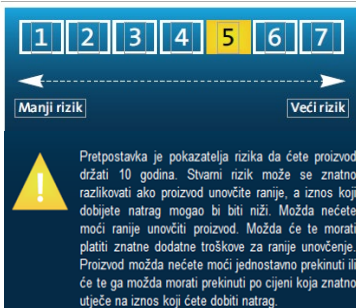 1 2 3 4 5 6 7
Manji rizik Veći rizik
Pretpostavka je pokazatelja rizika da ćete proizvod
držati 10 godina. Stvarni rizik može se znatno
razlikovati ako proizvod unovčite ranije, a iznos koji
dobijete natrag mogao bi biti niži. Možda nećete
moći ranije unovčiti proizvod. Možda će te morati
platiti znatne dodatne troškove za ranije unovčenje.
Proizvod možda nećete moći jednostavno prekinuti ili
će te ga možda morati prekinuti po cijeni koja znatno
utječe na iznos koji ćete dobiti natrag.